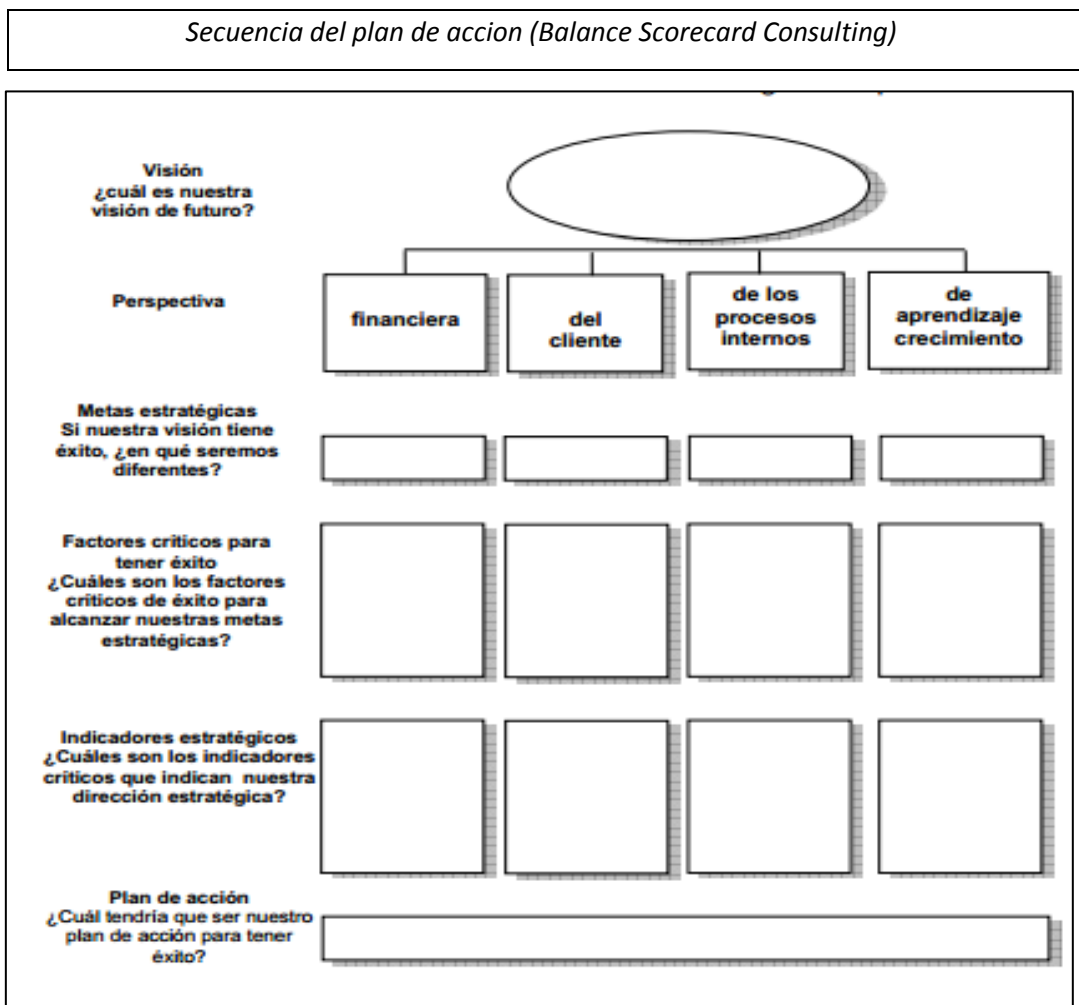 Secuencia del plan de accion (Balance Scorecard Consulting)
Visión
¿cuál es nuestra
visión de futuro?
Perspectiva
financiera
del
cliente
de los
procesos
internos
de
aprendizaje
crecimiento
Metas estratégicas
Si nuestra visión tiene
éxito, ¿en qué seremos
diferentes?
Factores críticos para
tener éxito
¿Cuáles son los factores
críticos de éxito para
alcanzar nuestras metas
estratégicas?
Indicadores estratégicos
¿Cuáles son los indicadores
críticos que indican nuestra
dirección estratégica?
Plan de acción
¿Cuál tendría que ser nuestro
plan de acción para tener
éxito?